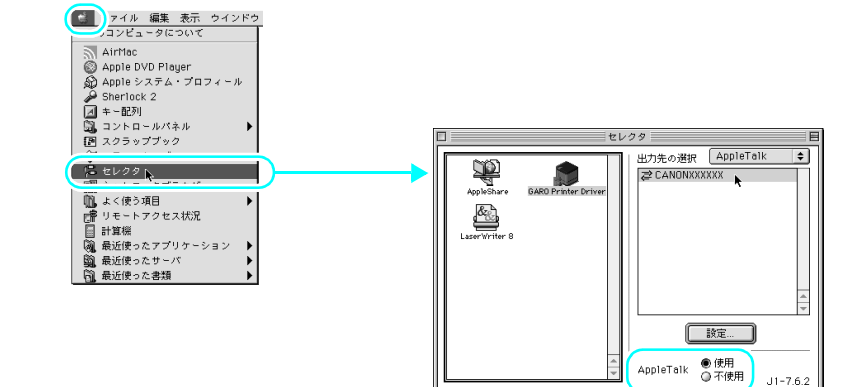 ファイル 編集 表示 ウインドウ
コンピュータについて
AirMac
Apple DVD Player
Apple システム・プロフィール
Sherlock 2
キー配列
コントロールパネル
スクラップブック
セレクタ
よく使う項目
リモートアクセス状況
計算機
最近使ったアプリケーション
最近使ったサーバ
最近使った書類
セレクタ
AppleShare
GARO Printer Driver
LaserWriter 8
出力先の選択 AppleTalk
CANONXXXXXX
設定...
AppleTalk
使用
不使用
J1-7.6.2